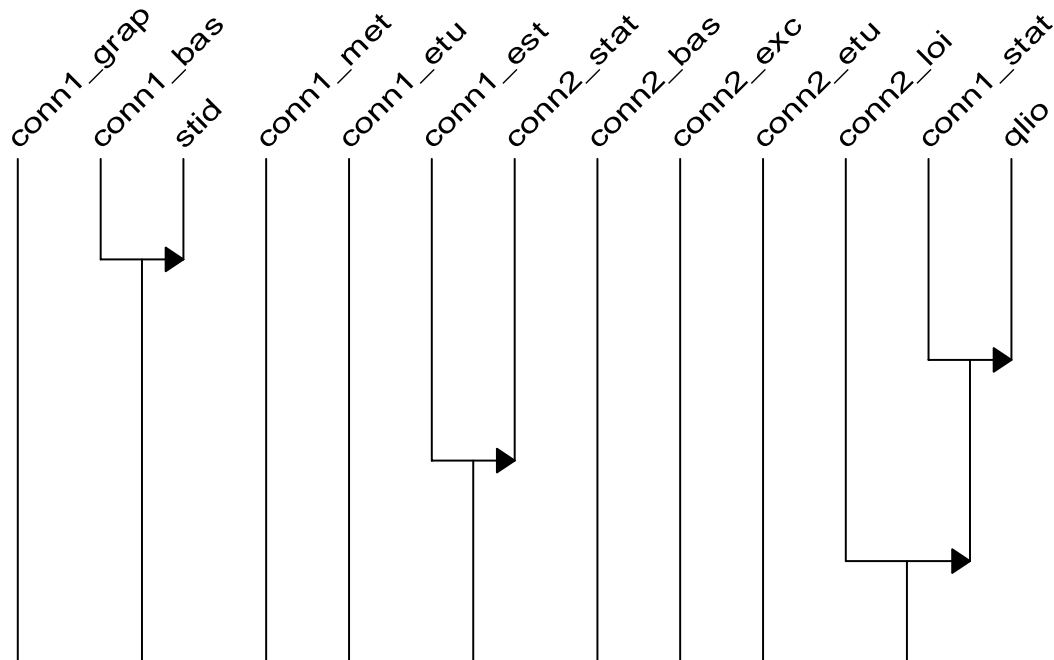 conn1_grap
conn1_bas
stid
conn1_met
conn1_etu
conn1_est
conn2_stat
conn2_bas
conn2_exc
conn2_etu
conn2_loi
conn1_stat
qlio